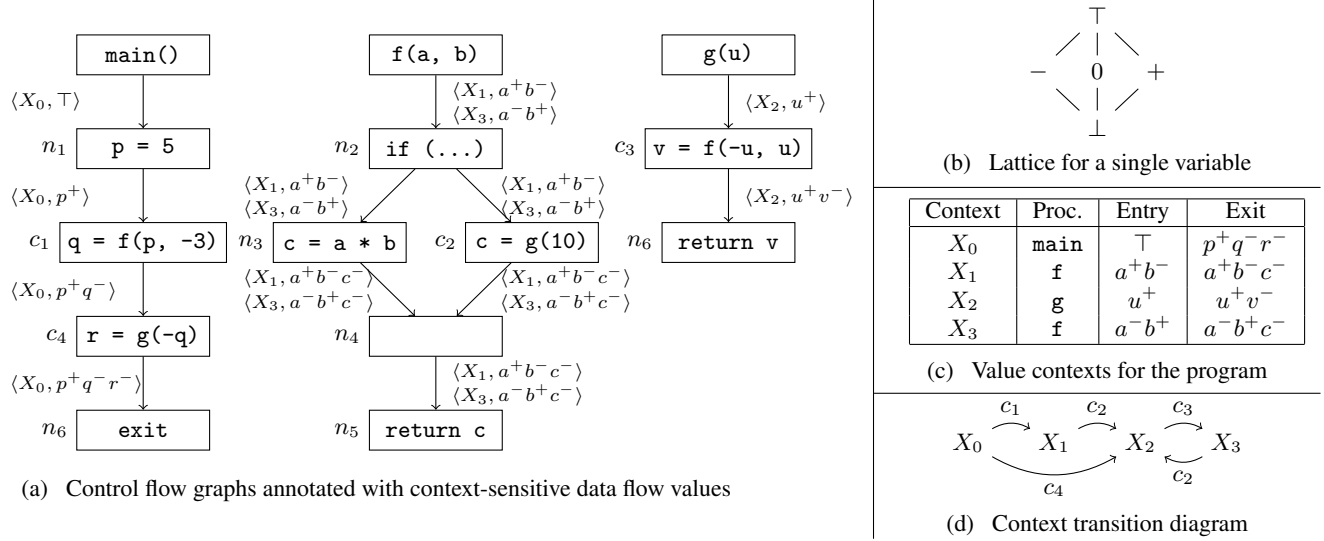 main()
⟨X₀, ⊤⟩
n₁ p = 5
⟨X₀, p⁺⟩
c₁ q = f(p, -3)
⟨X₀, p⁺q⁻⟩
c₄ r = g(-q)
⟨X₀, p⁺q⁻r⁻⟩
n₆ exit
f(a, b)
⟨X₁, a⁺b⁻⟩
⟨X₃, a⁻b⁺⟩
n₂ if (...)
⟨X₁, a⁺b⁻⟩ ⟨X₁, a⁺b⁻⟩
⟨X₃, a⁻b⁺⟩ ⟨X₃, a⁻b⁺⟩
n₃ c = a * b c₂ c = g(10)
⟨X₁, a⁺b⁻c⁻⟩ ⟨X₁, a⁺b⁻c⁻⟩
⟨X₃, a⁻b⁺c⁻⟩ ⟨X₃, a⁻b⁺c⁻⟩
n₄
⟨X₁, a⁺b⁻c⁻⟩
⟨X₃, a⁻b⁺c⁻⟩
n₅ return c
g(u)
⟨X₂, u⁺⟩
c₃ v = f(-u, u)
⟨X₂, u⁺v⁻⟩
n₆ return v
(a) Control flow graphs annotated with context-sensitive data flow values
⊤
− 0 +
⊥
(b) Lattice for a single variable
Context Proc. Entry Exit
X₀ main ⊤ p⁺q⁻r⁻
X₁ f a⁺b⁻ a⁺b⁻c⁻
X₂ g u⁺ u⁺v⁻
X₃ f a⁻b⁺ a⁻b⁺c⁻
(c) Value contexts for the program
c₁ c₂ c₃
X₀ X₁ X₂ X₃
c₄ c₂
(d) Context transition diagram